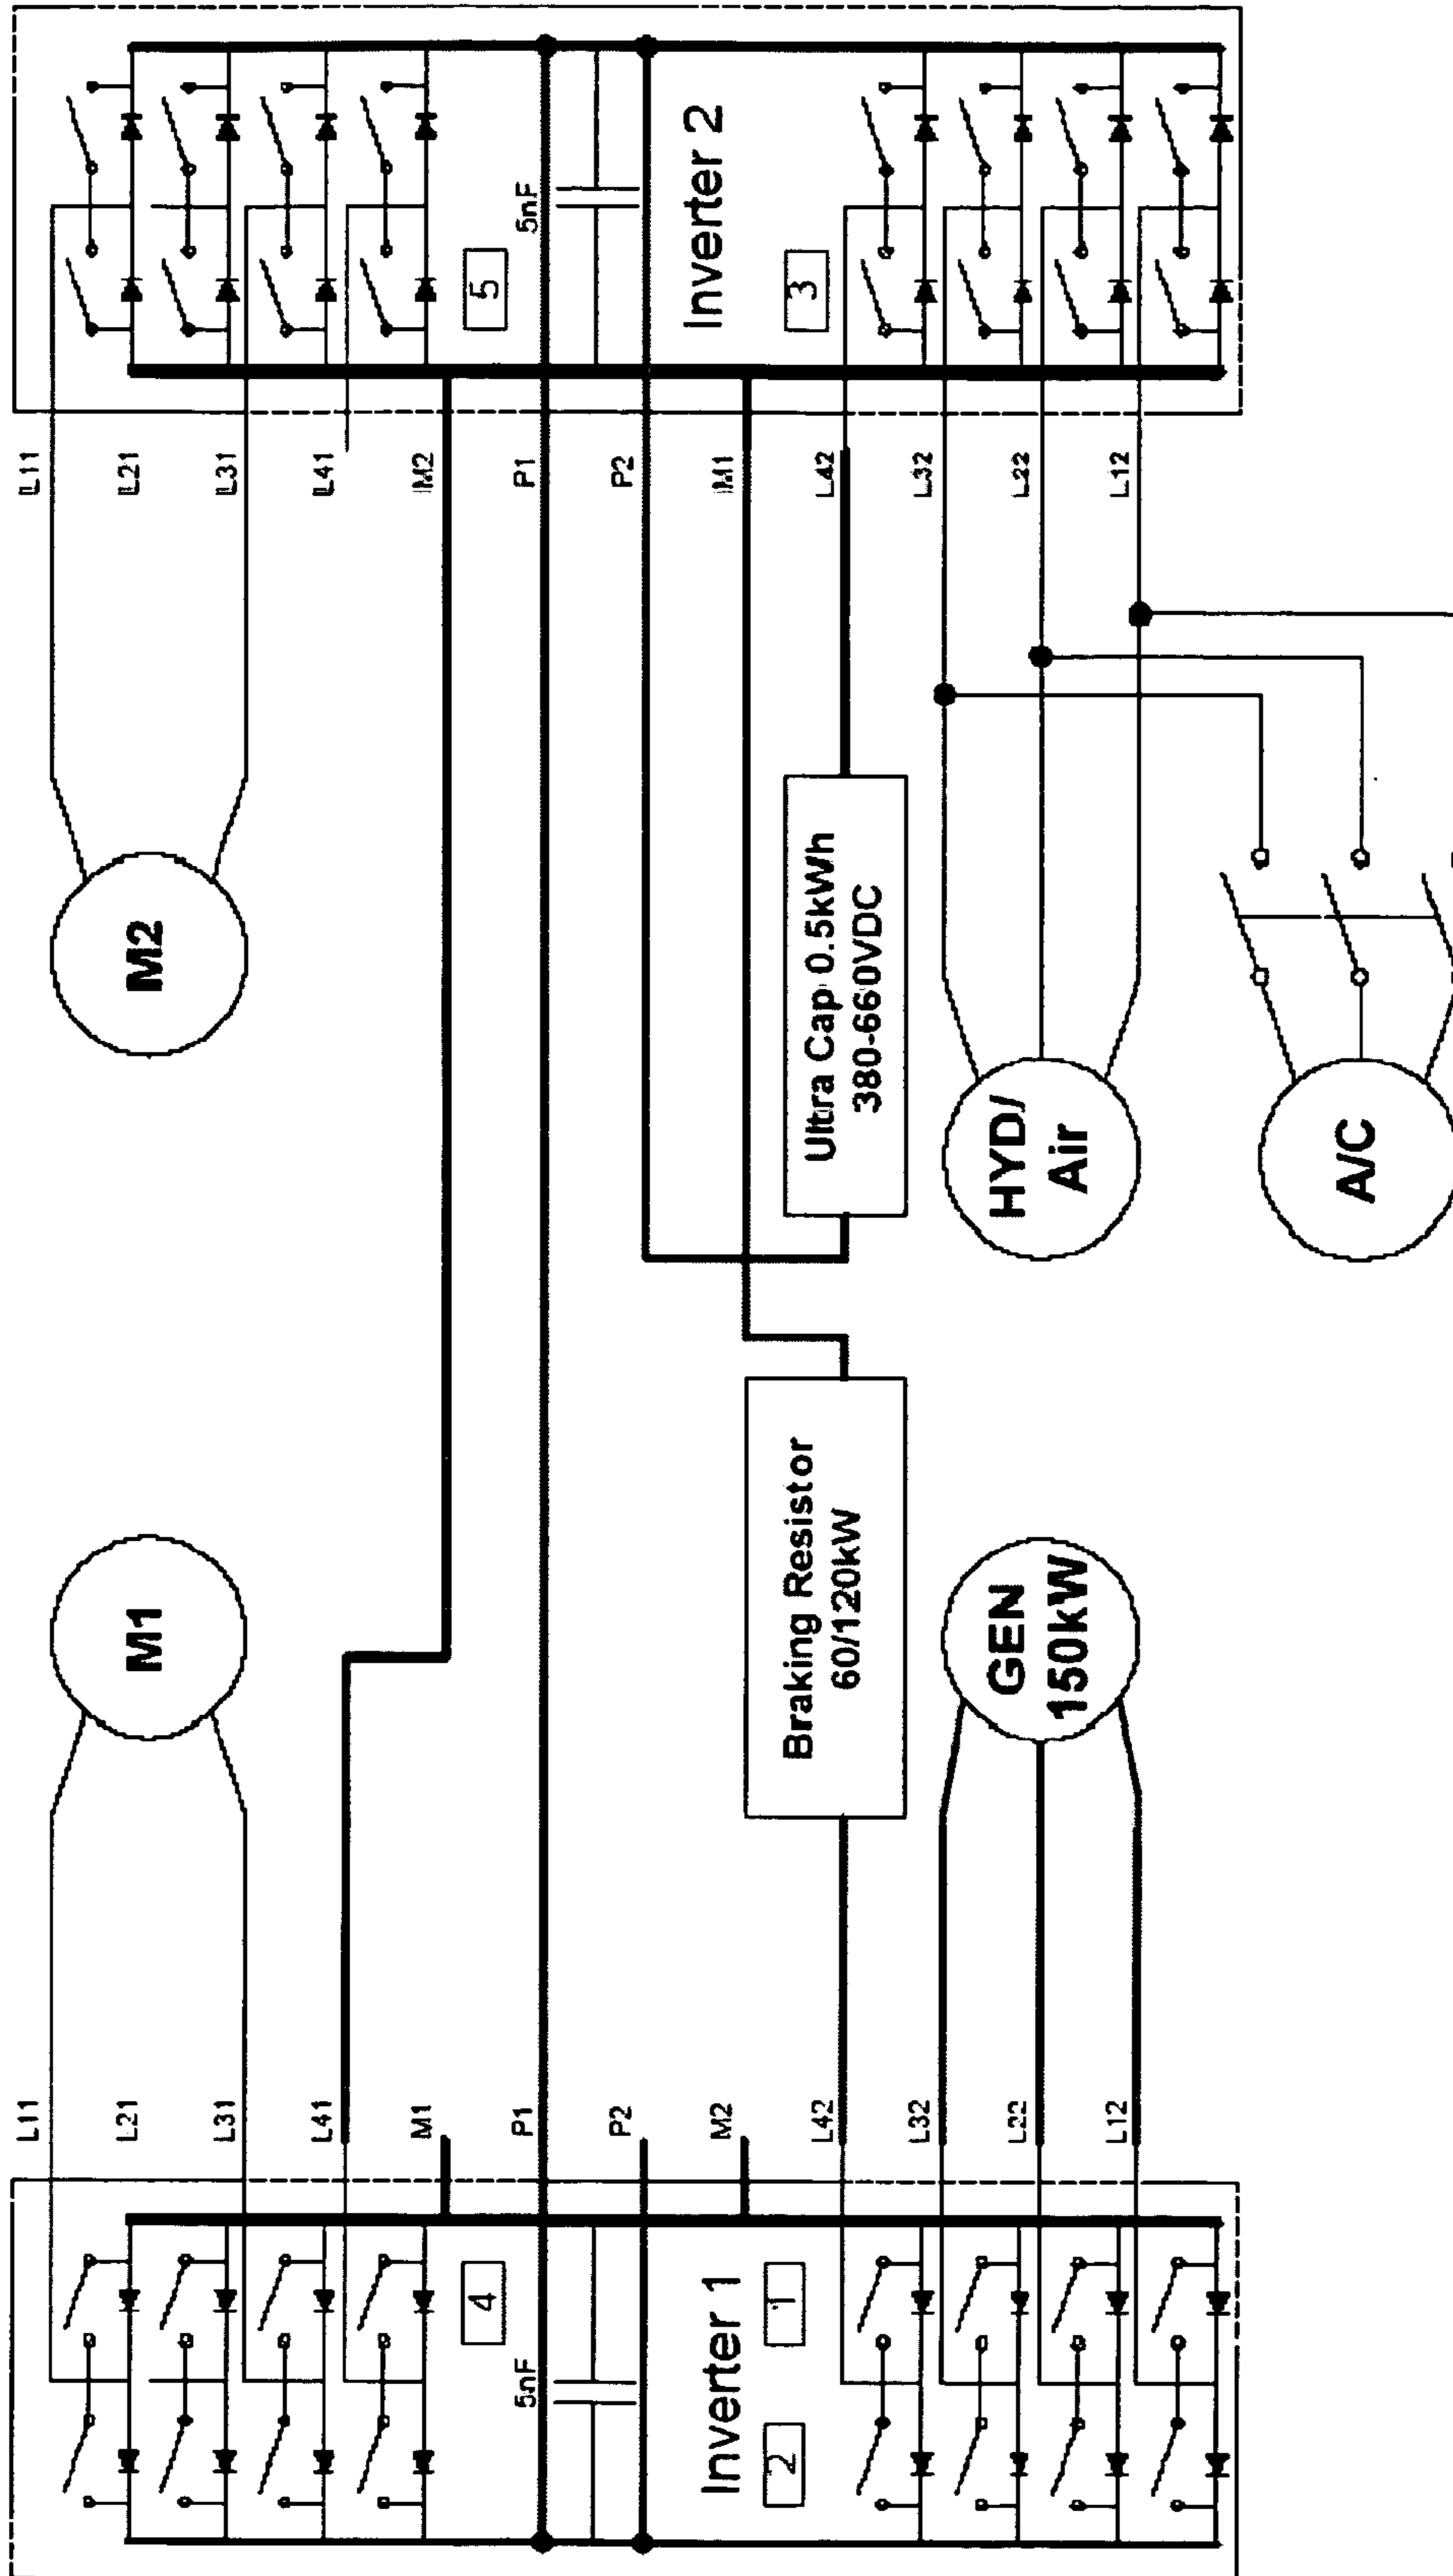 L11
L21
L31
L41
M1
P1
P2
M2
L42
L32
L22
L12
4
5nF
Inverter 1
2
1
M1
M2
Braking Resistor
60/120kW
Ultra Cap 0.5kWh
380-660VDC
GEN
150kW
HYD/
Air
A/C
L11
L21
L31
L41
M2
P1
P2
M1
L42
L32
L22
L12
5
5nF
Inverter 2
3